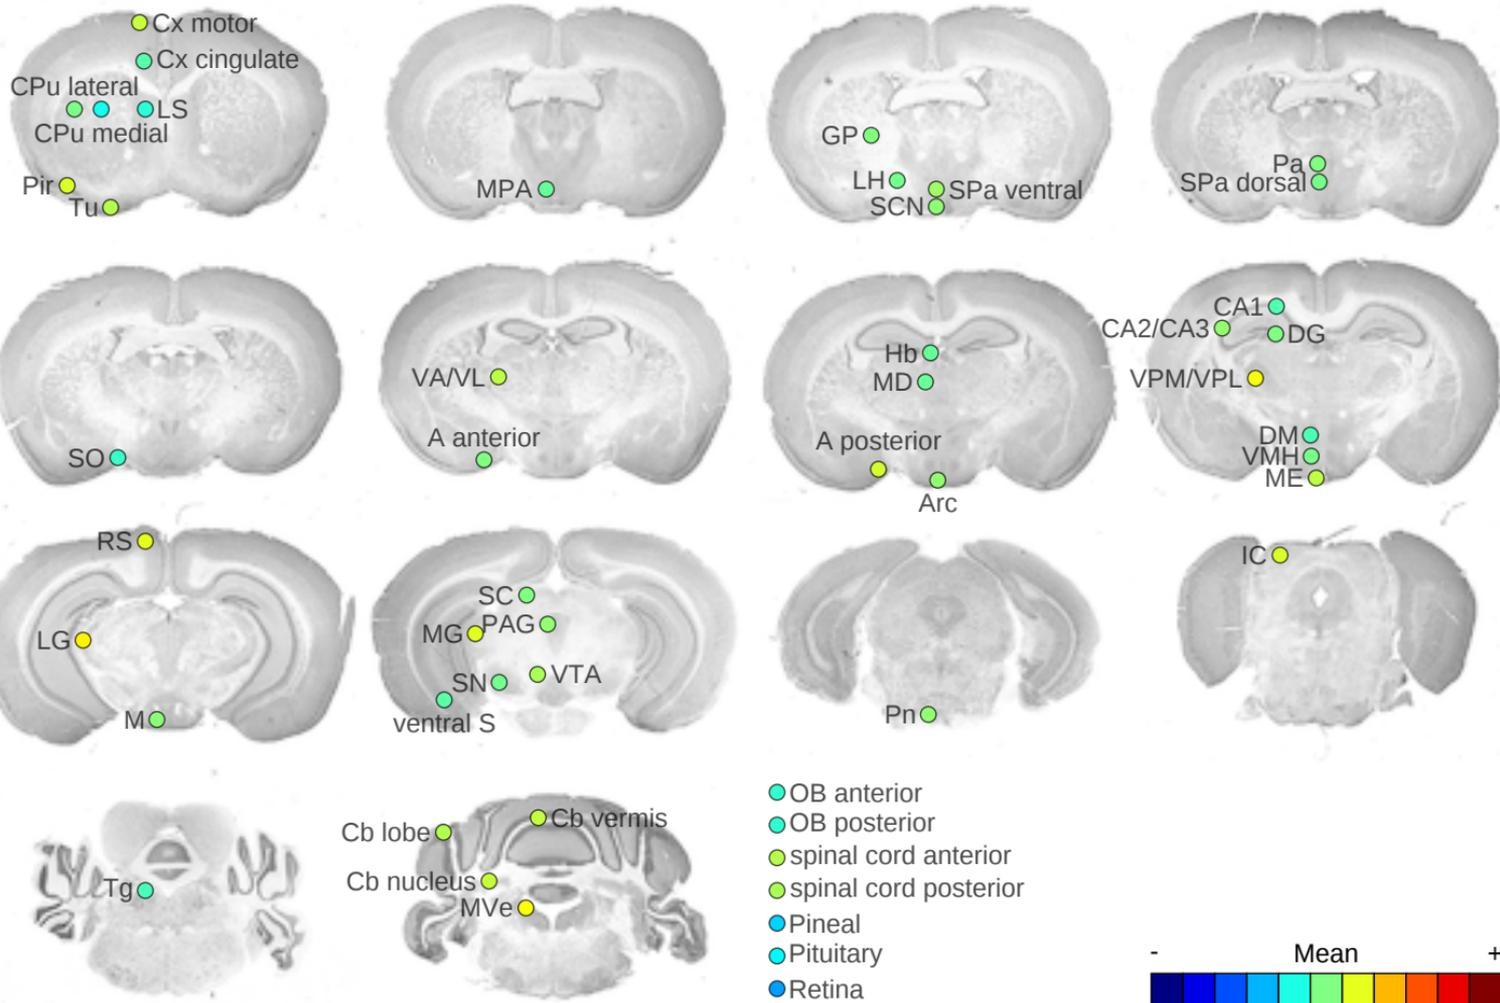 Cx motor
Cx cingulate
CPu lateral
LS
CPu medial
Pir
Tu
MPA
GP
LH
SPa ventral
SCN
Pa
SPa dorsal
SO
VA/VL
A anterior
Hb
MD
A posterior
Arc
CA1
CA2/CA3
DG
VPM/VPL
DM
VMH
ME
RS
LG
M
SC
PAG
MG
VTA
SN
ventral S
Pn
IC
Tg
Cb vermis
Cb lobe
Cb nucleus
MVe
OB anterior
OB posterior
spinal cord anterior
spinal cord posterior
Pineal
Pituitary
Retina
- Mean +